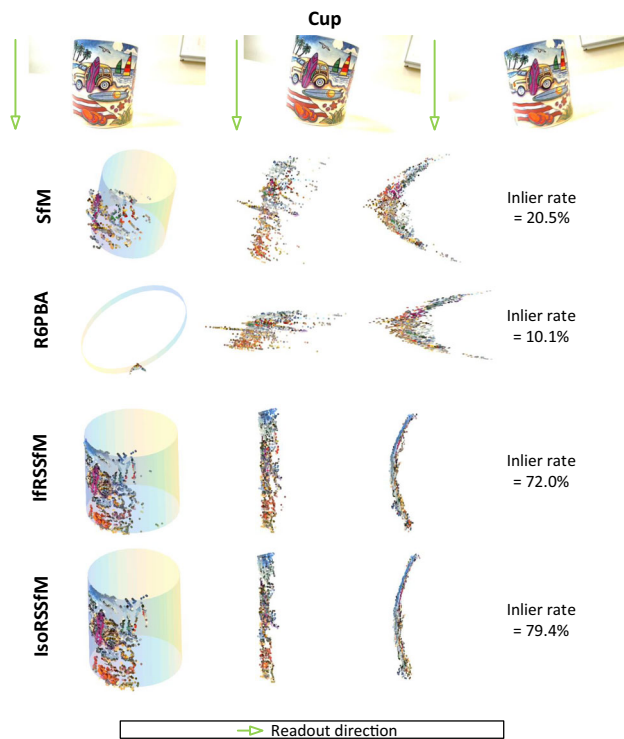 Cup
SfM
Inlier rate
= 20.5%
R6PBA
Inlier rate
= 10.1%
IfRSSfM
Inlier rate
= 72.0%
IsoRSSfM
Inlier rate
= 79.4%
Readout direction